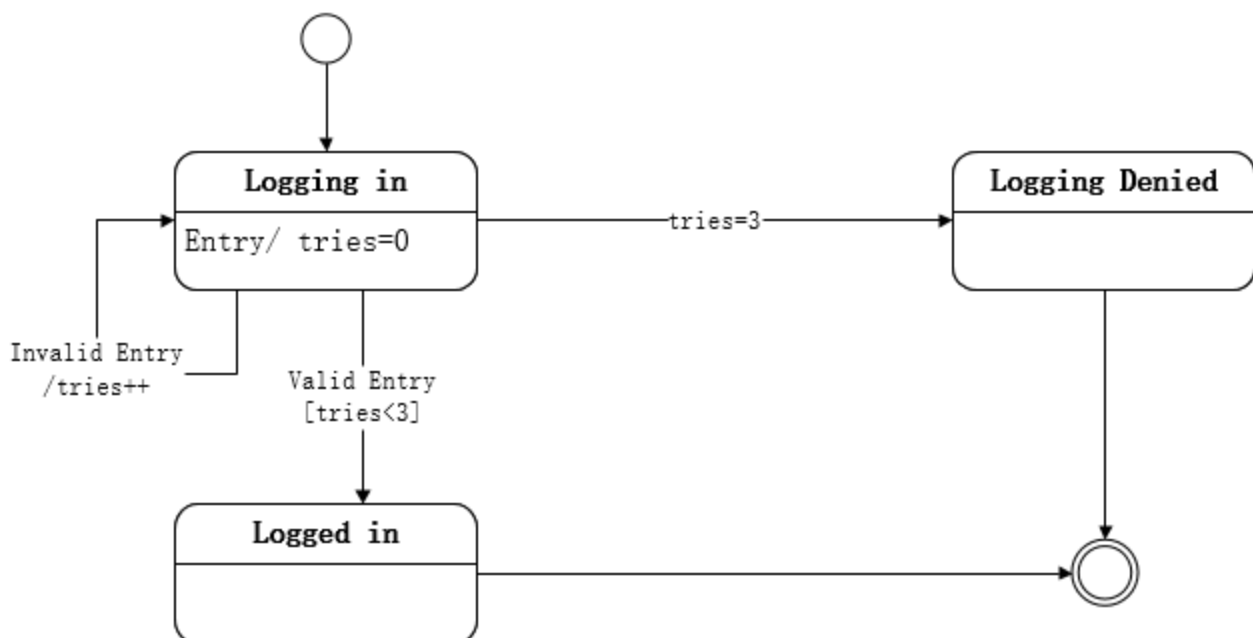 Logging in
Logging Denied
Entry/ tries=0
tries=3
Invalid Entry
/tries++
Valid Entry
[tries<3]
Logged in